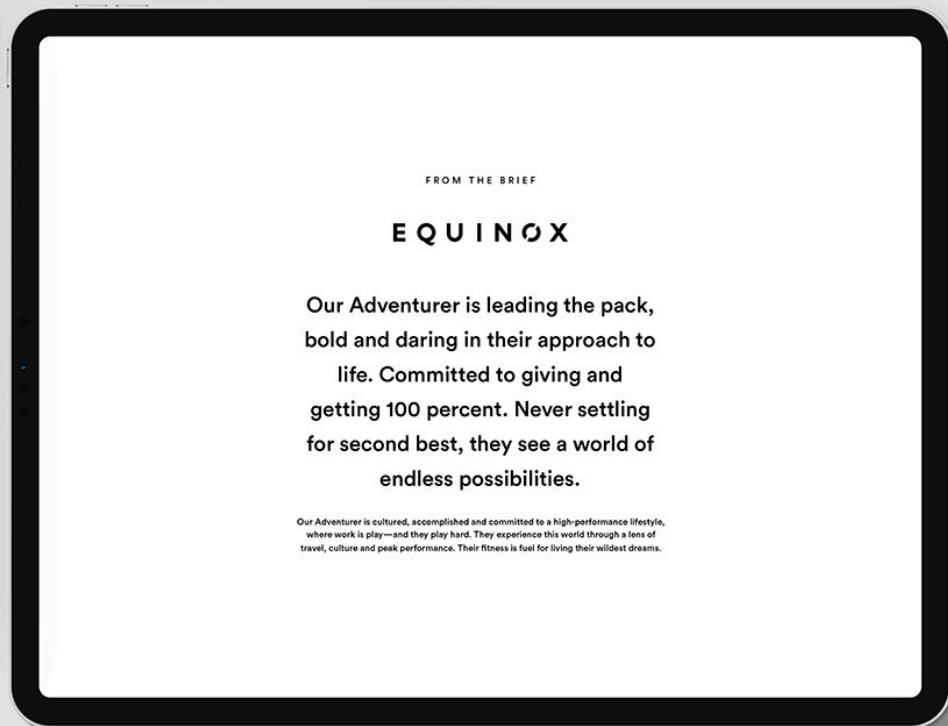 FROM THE BRIEF
EQUINOX
Our Adventurer is leading the pack,
bold and daring in their approach to
life. Committed to giving and
getting 100 percent. Never settling
for second best, they see a world of
endless possibilities.
Our Adventurer is cultured, accomplished and committed to a high-performance lifestyle,
where work is play—and they play hard. They experience this world through a lens of
travel, culture and peak performance. Their fitness is fuel for living their wildest dreams.